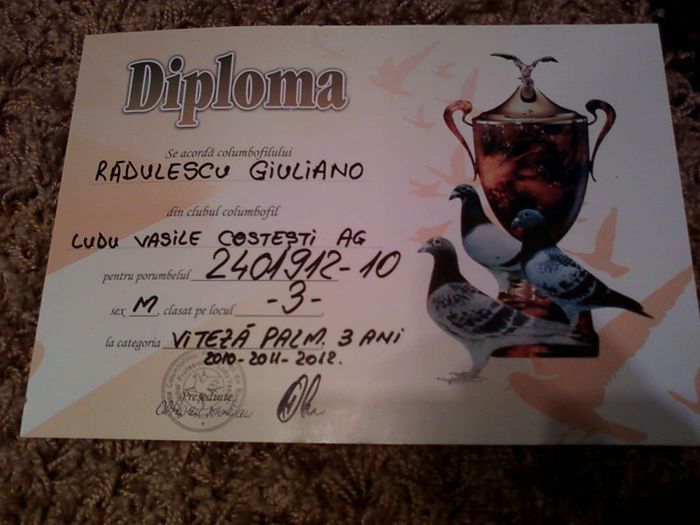 Diploma
Se acordă columbofilului
RĂDULESCU GIULIANO
din clubul columbofil
LUDU VASILE COSTEȘTI AG
pentru porumbelul 2401912-10
sex M, clasat pe locul -3-
la categoria VITEZĂ PALM. 3 ANI
2010-2011-2012.
Președinte,